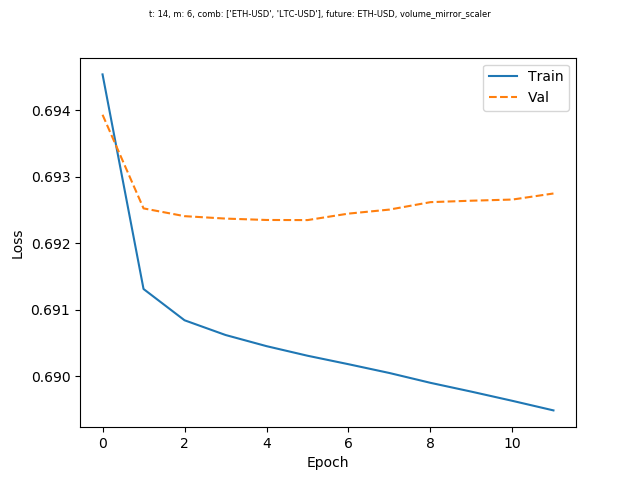 t: 14, m: 6, comb: ['ETH-USD', 'LTC-USD'], future: ETH-USD, volume_mirror_scaler
Train
Val
0.694
0.693
0.692
0.691
0.690
Loss
0 2 4 6 8 10
Epoch